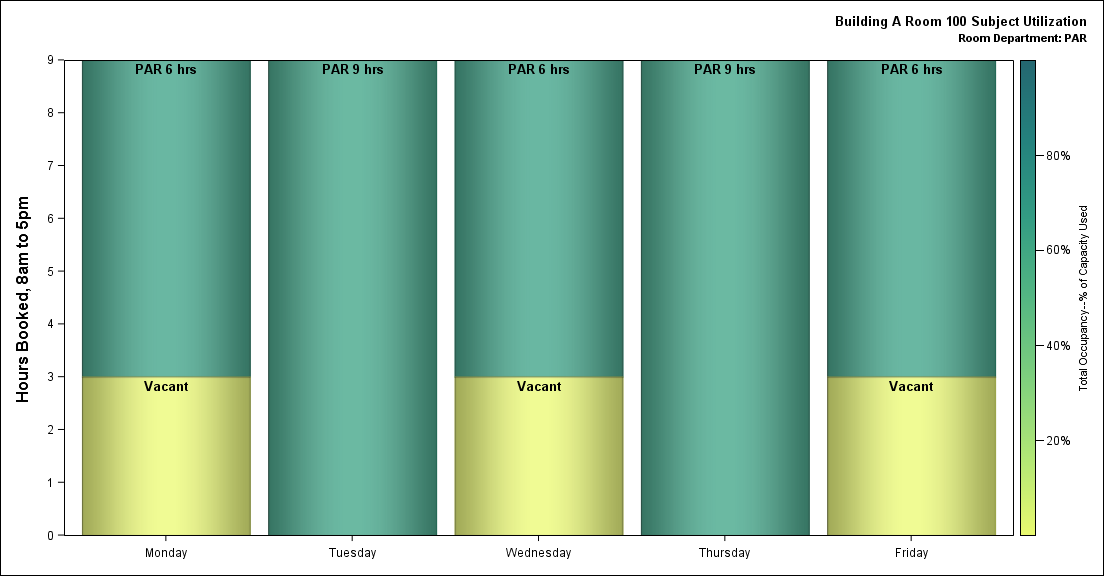 Building A Room 100 Subject Utilization
Room Department: PAR
Hours Booked, 8am to 5pm
9
8
7
6
5
4
3
2
1
0
PAR 6 hrs
PAR 9 hrs
PAR 6 hrs
PAR 9 hrs
PAR 6 hrs
Vacant
Vacant
Vacant
Monday
Tuesday
Wednesday
Thursday
Friday
80%
60%
40%
20%
Total Occupancy--% of Capacity Used